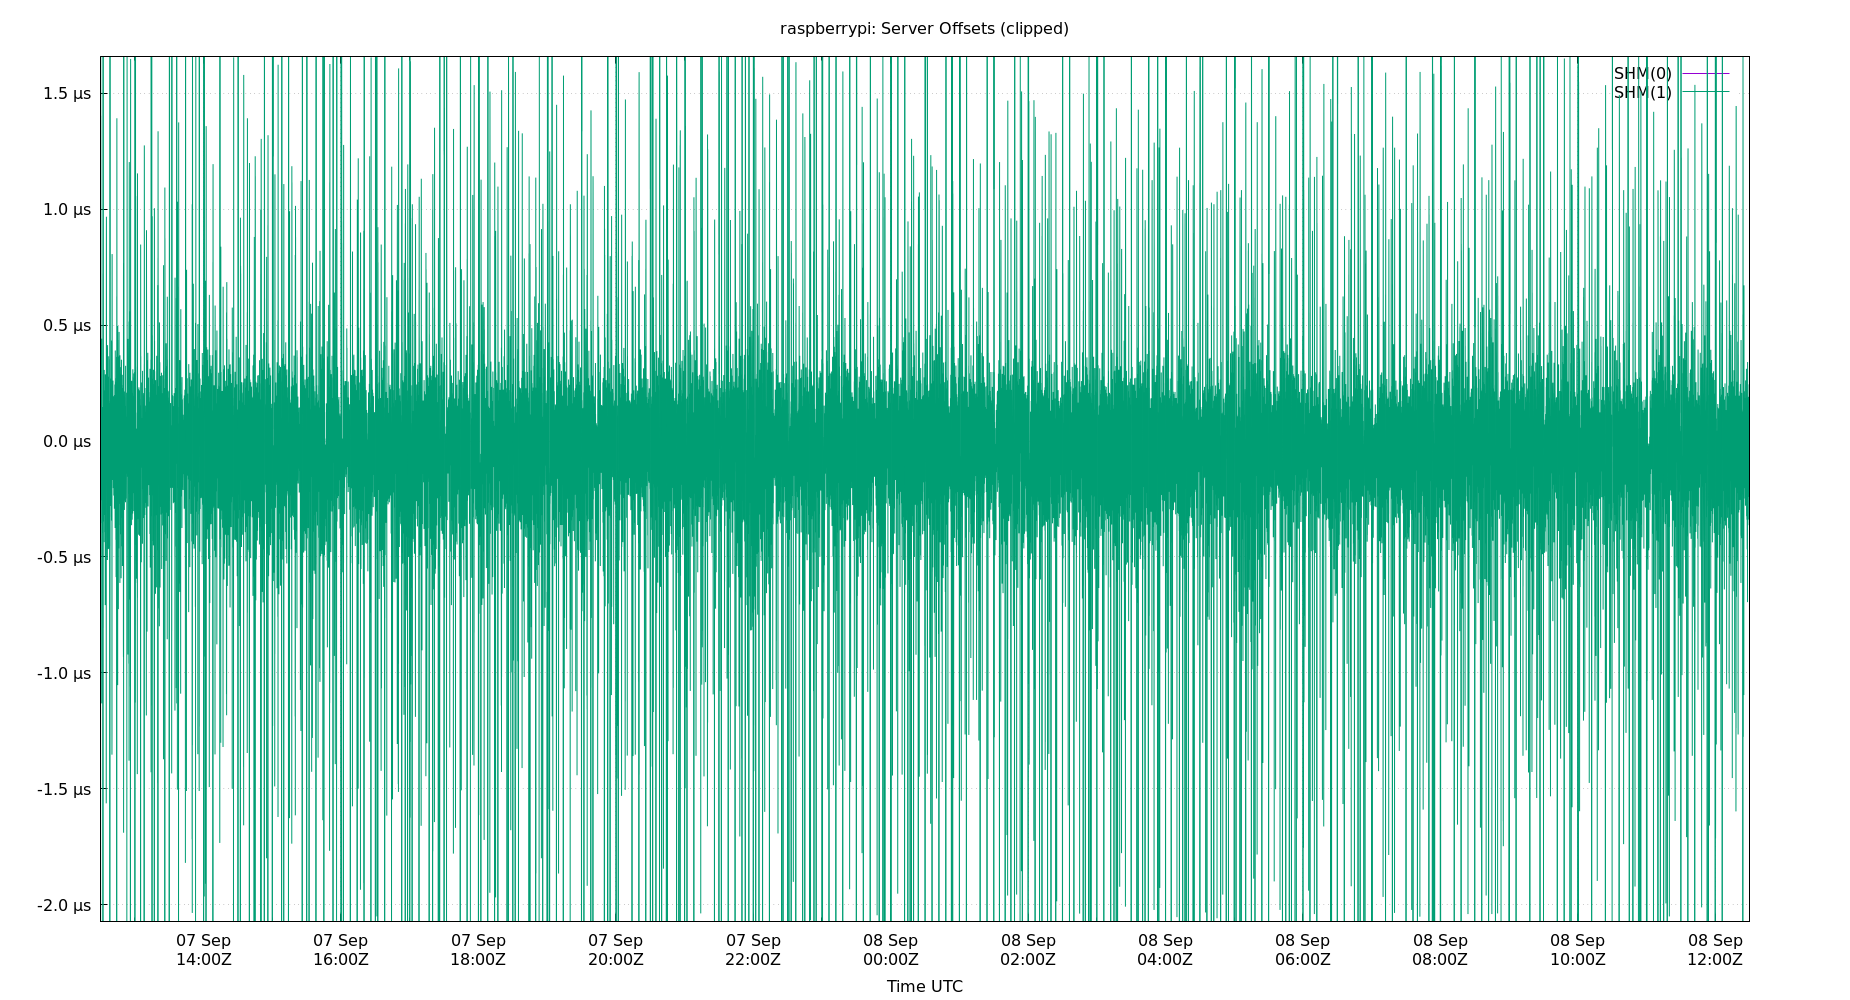 raspberrypi: Server Offsets (clipped)
SHM(0)
SHM(1)
1.5 µs
1.0 µs
0.5 µs
0.0 µs
-0.5 µs
-1.0 µs
-1.5 µs
-2.0 µs
07 Sep 07 Sep 07 Sep 07 Sep 07 Sep 08 Sep 08 Sep 08 Sep 08 Sep 08 Sep 08 Sep 08 Sep
14:00Z 16:00Z 18:00Z 20:00Z 22:00Z 00:00Z 02:00Z 04:00Z 06:00Z 08:00Z 10:00Z 12:00Z
Time UTC